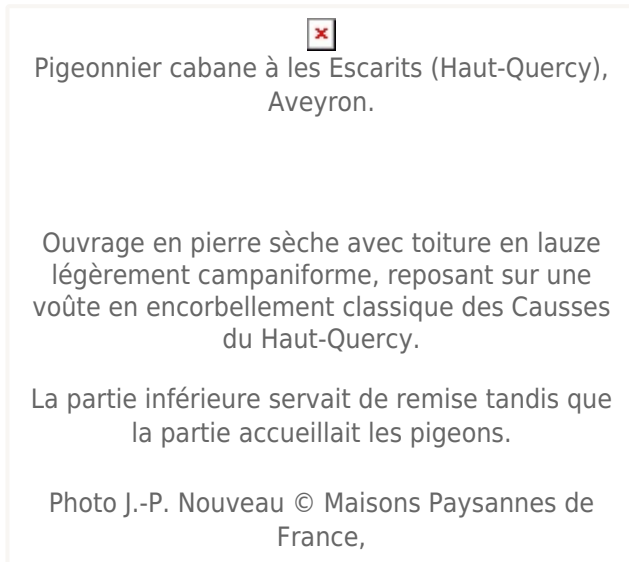 Pigeonnier cabane à les Escarits (Haut-Quercy),
Aveyron.
Ouvrage en pierre sèche avec toiture en lauze
légèrement campaniforme, reposant sur une
voûte en encorbellement classique des Causses
du Haut-Quercy.
La partie inférieure servait de remise tandis que
la partie accueillait les pigeons.
Photo J.-P. Nouveau © Maisons Paysannes de
France,